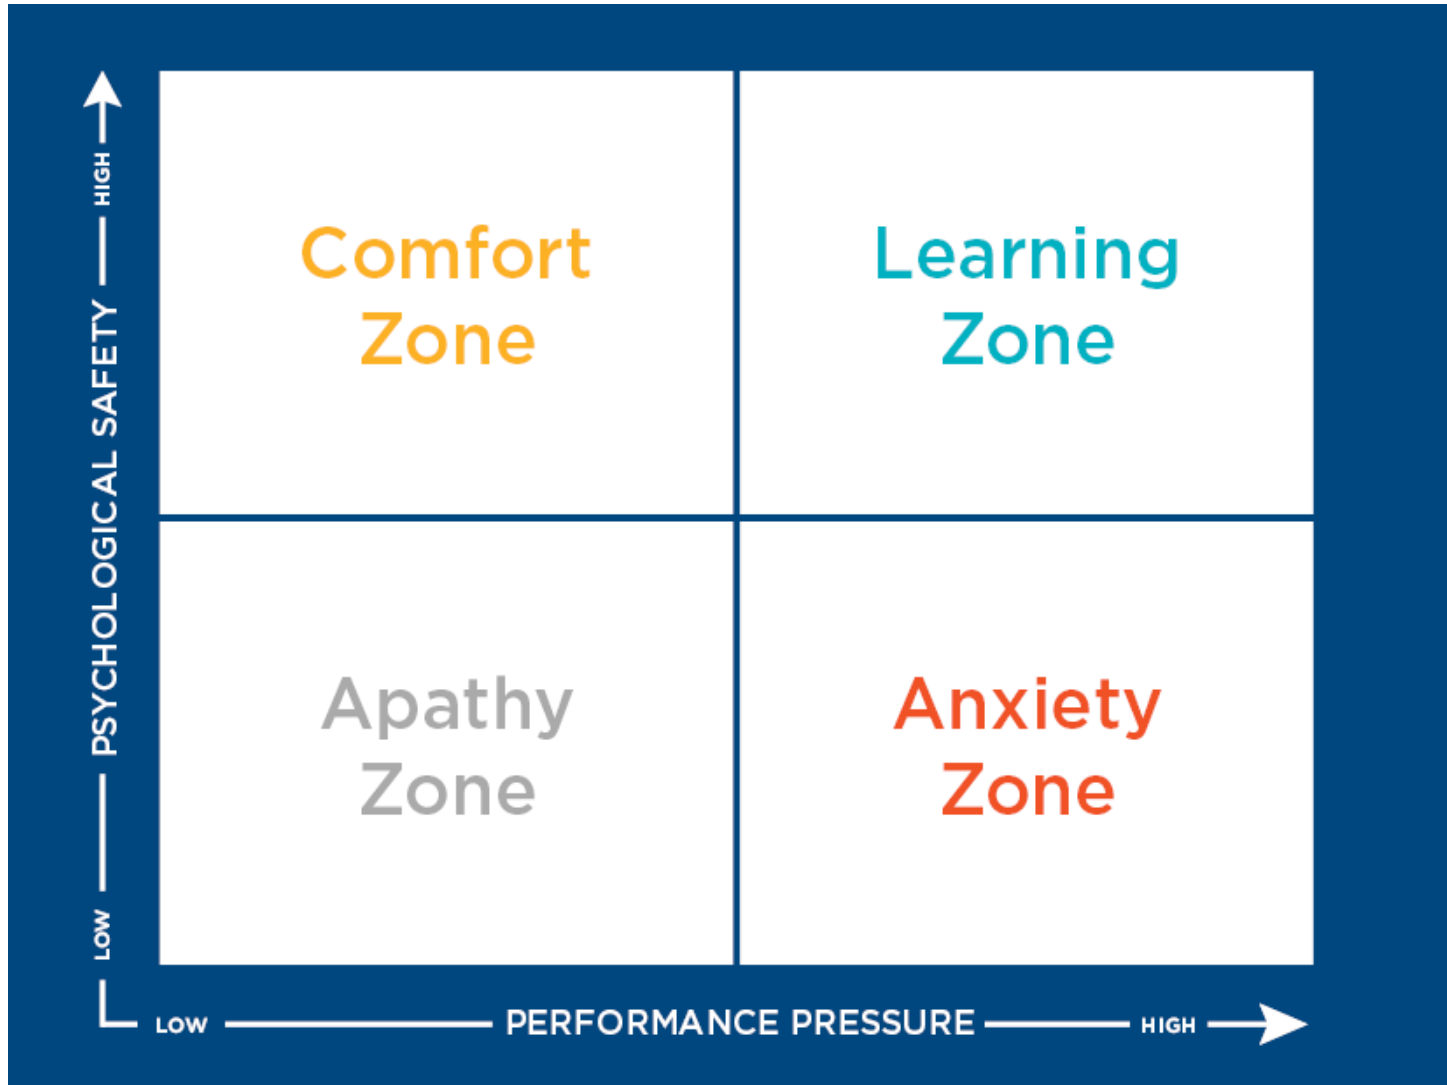 Comfort
Zone
Learning
Zone
Apathy
Zone
Anxiety
Zone
HIGH
PSYCHOLOGICAL SAFETY
LOW
LOW
PERFORMANCE PRESSURE
HIGH